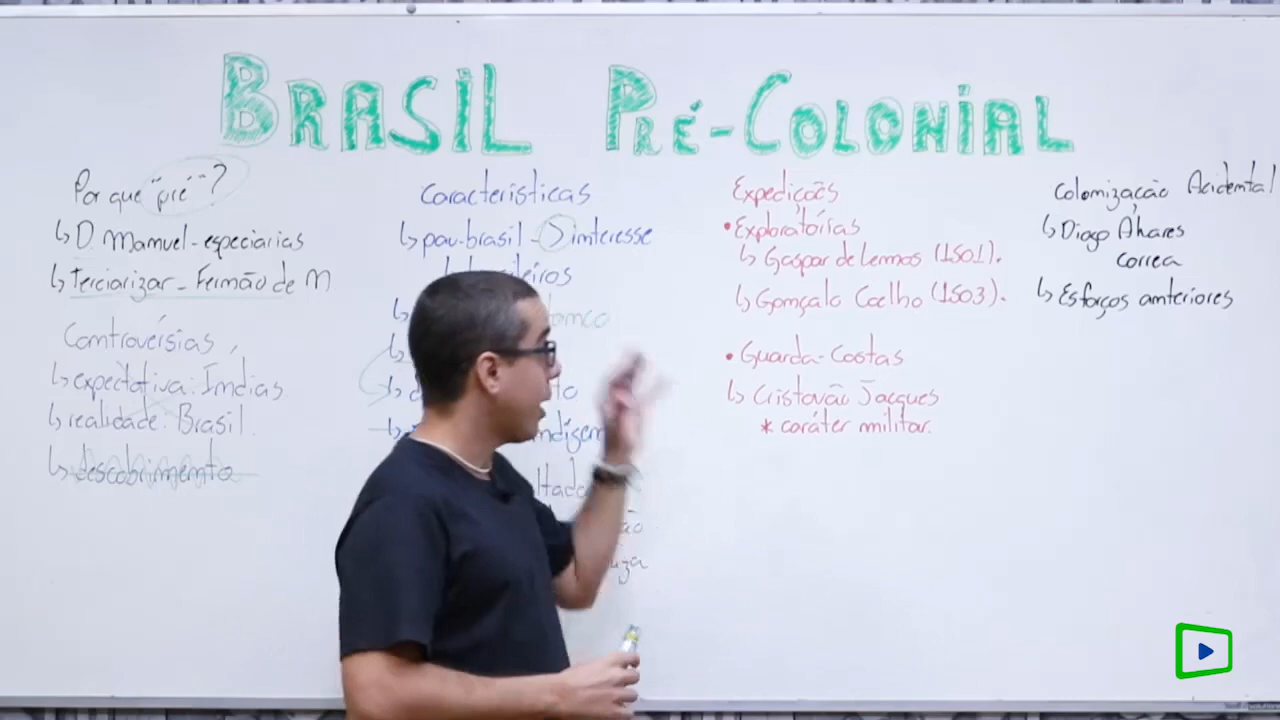 BRASIL PRÉ-COLONIAL
Por que "pré"?
↳ D. Manuel - especiarias
↳ terciarizar - Fernão de M
Controvérsias
↳ expectativa: Índias
↳ realidade: Brasil.
↳ descobrimento
Características
↳ pau-brasil - interesse
Expedições
• Exploratórias
↳ Gaspar de Lemos (1501).
↳ Gonçalo Coelho (1503).
• Guarda-Costas
↳ Cristovão Jacques
* caráter militar.
Colonização Acidental
↳ Diogo Álvares
Correa
↳ Esforços anteriores